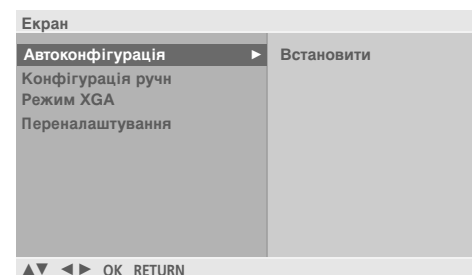 Екран
Автоконфігурація ► Встановити
Конфігурація ручн
Режим XGA
Переналаштування
▲▼ ◄► OK RETURN